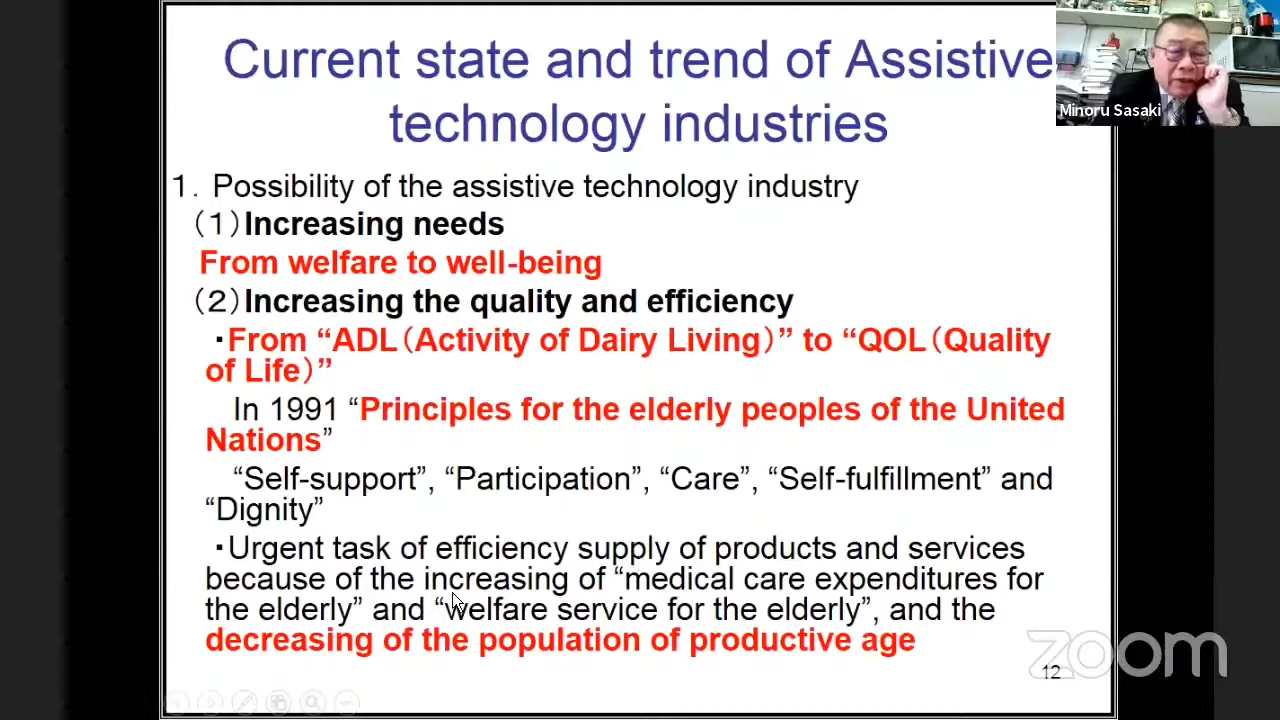 Current state and trend of Assistive
technology industries
Minoru Sasaki
１．Possibility of the assistive technology industry
（１）Increasing needs
From welfare to well-being
（２）Increasing the quality and efficiency
・From “ADL（Activity of Dairy Living）” to “QOL（Quality
of Life）”
In 1991 “Principles for the elderly peoples of the United
Nations”
“Self-support”, “Participation”, “Care”, “Self-fulfillment” and
“Dignity”
・Urgent task of efficiency supply of products and services
because of the increasing of “medical care expenditures for
the elderly” and “welfare service for the elderly”, and the
decreasing of the population of productive age
zoom
12